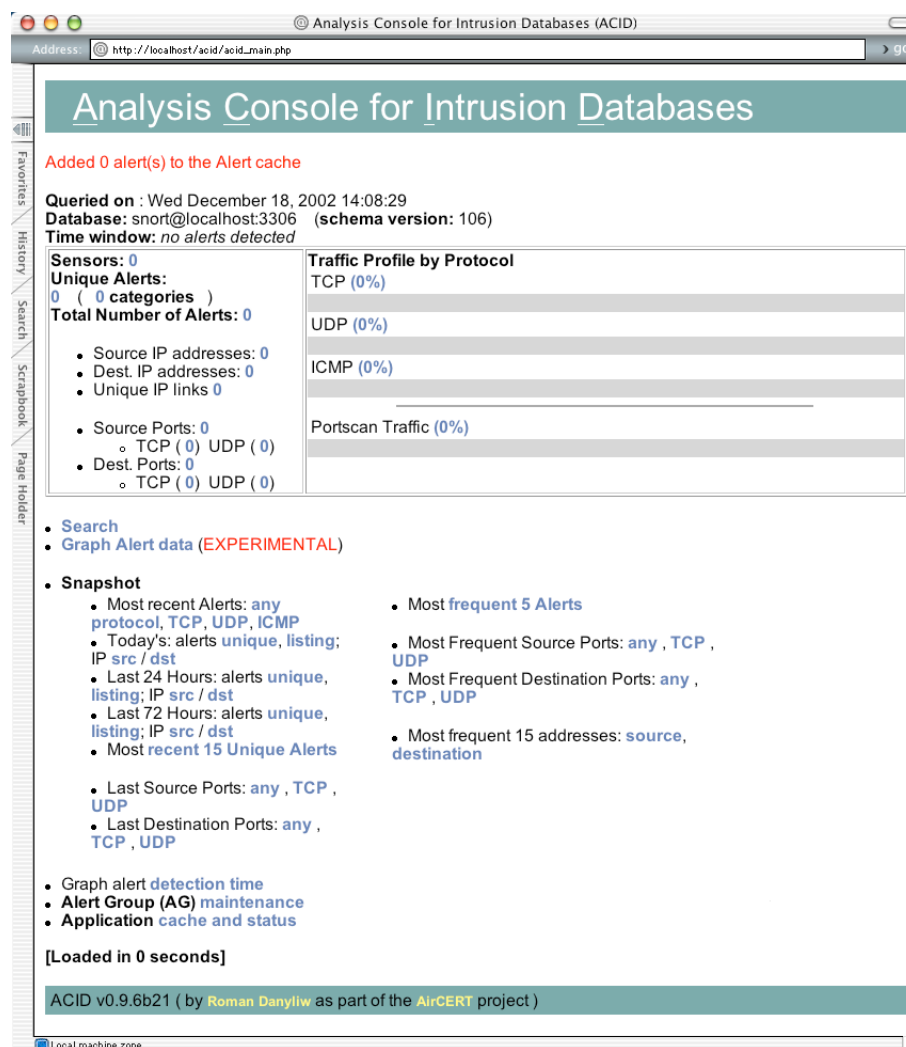 Analysis Console for Intrusion Databases (ACID)
Address: http://localhost/acid/acid_main.php
Analysis Console for Intrusion Databases
Favorites
History
Search
Scrapbook
Page Holder
Added 0 alert(s) to the Alert cache
Queried on : Wed December 18, 2002 14:08:29
Database: snort@localhost:3306 (schema version: 106)
Time window: no alerts detected
Sensors: 0
Unique Alerts:
0 ( 0 categories )
Total Number of Alerts: 0
• Source IP addresses: 0
• Dest. IP addresses: 0
• Unique IP links 0
• Source Ports: 0
◦ TCP ( 0) UDP ( 0)
• Dest. Ports: 0
◦ TCP ( 0) UDP ( 0)
Traffic Profile by Protocol
TCP (0%)
UDP (0%)
ICMP (0%)
Portscan Traffic (0%)
• Search
• Graph Alert data (EXPERIMENTAL)
• Snapshot
• Most recent Alerts: any
protocol, TCP, UDP, ICMP
• Today's: alerts unique, listing;
IP src / dst
• Last 24 Hours: alerts unique,
listing; IP src / dst
• Last 72 Hours: alerts unique,
listing; IP src / dst
• Most recent 15 Unique Alerts
• Last Source Ports: any , TCP ,
UDP
• Last Destination Ports: any ,
TCP , UDP
• Most frequent 5 Alerts
• Most Frequent Source Ports: any , TCP ,
UDP
• Most Frequent Destination Ports: any ,
TCP , UDP
• Most frequent 15 addresses: source,
destination
• Graph alert detection time
• Alert Group (AG) maintenance
• Application cache and status
[Loaded in 0 seconds]
ACID v0.9.6b21 ( by Roman Danyliw as part of the AirCERT project )
Local machine zone